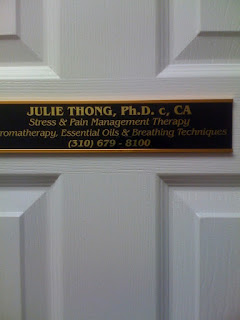 JULIE THONG, Ph.D. c, CA
Stress & Pain Management Therapy
romatherapy, Essential Oils & Breathing Techniques
(310) 679 - 8100